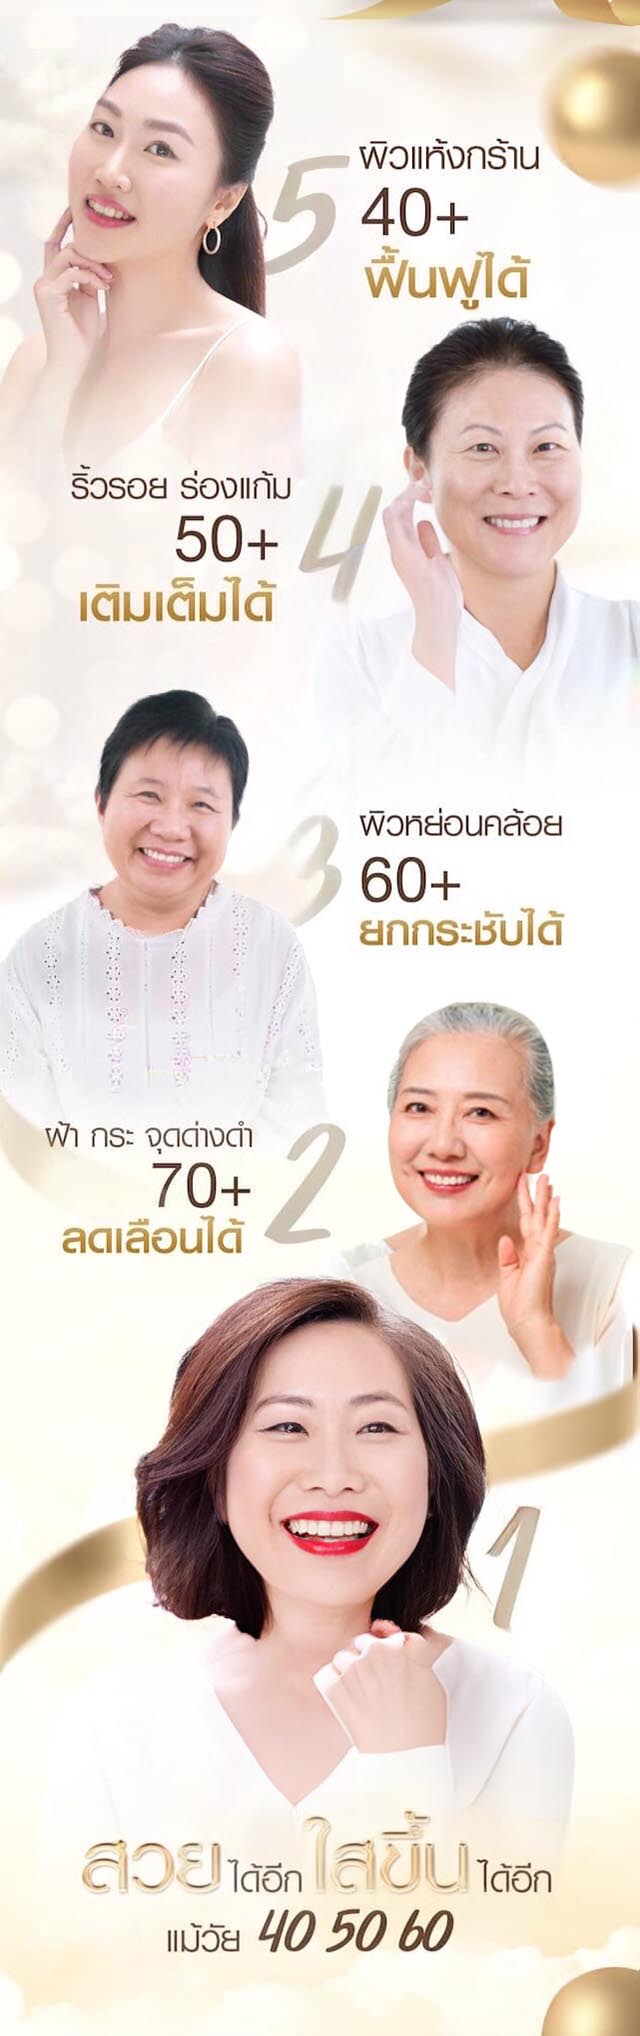 5
ผิวแห้งกร้าน
40+
ฟื้นฟูได้
ริ้วรอย ร่องแก้ม
50+
เติมเต็มได้
4
3
ผิวหย่อนคล้อย
60+
ยกกระชับได้
ฝ้า กระ จุดด่างดำ
70+
ลดเลือนได้
2
1
สวยได้อีก ใสขึ้นได้อีก
แม้วัย 40 50 60